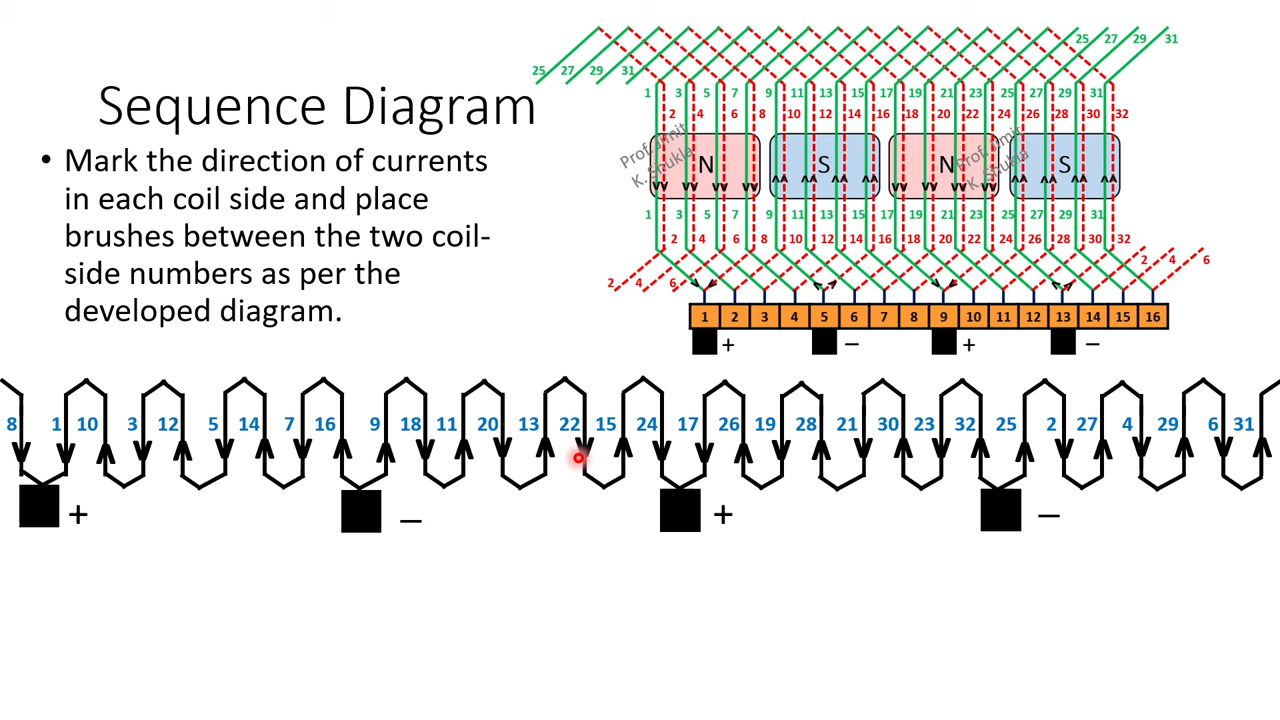 Sequence Diagram
• Mark the direction of currents
in each coil side and place
brushes between the two coil-
side numbers as per the
developed diagram.
25 27 29 31
25 27 29 31
1 3 5 7 9 11 13 15 17 19 21 23 25 27 29 31
2 4 6 8 10 12 14 16 18 20 22 24 26 28 30 32
Prof. Jimit
K. Shukla
Prof. Jimit
K. Shukla
N S N S
1 3 5 7 9 11 13 15 17 19 21 23 25 27 29 31
2 4 6 8 10 12 14 16 18 20 22 24 26 28 30 32
2 4 6
2 4 6
1 2 3 4 5 6 7 8 9 10 11 12 13 14 15 16
+ − + −
8 1 10 3 12 5 14 7 16 9 18 11 20 13 22 15 24 17 26 19 28 21 30 23 32 25 2 27 4 29 6 31
+ − + −